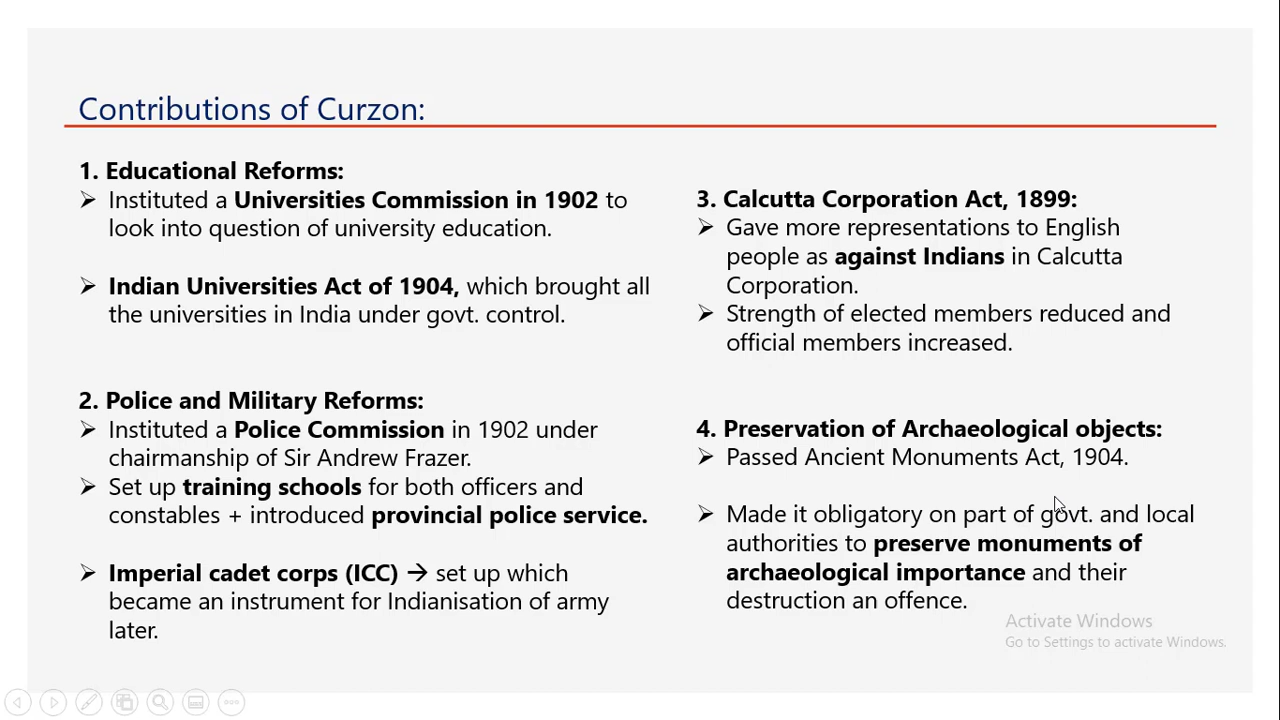 Contributions of Curzon:
1. Educational Reforms:
➢ Instituted a Universities Commission in 1902 to
look into question of university education.
➢ Indian Universities Act of 1904, which brought all
the universities in India under govt. control.
2. Police and Military Reforms:
➢ Instituted a Police Commission in 1902 under
chairmanship of Sir Andrew Frazer.
➢ Set up training schools for both officers and
constables + introduced provincial police service.
➢ Imperial cadet corps (ICC) → set up which
became an instrument for Indianisation of army
later.
3. Calcutta Corporation Act, 1899:
➢ Gave more representations to English
people as against Indians in Calcutta
Corporation.
➢ Strength of elected members reduced and
official members increased.
4. Preservation of Archaeological objects:
➢ Passed Ancient Monuments Act, 1904.
➢ Made it obligatory on part of govt. and local
authorities to preserve monuments of
archaeological importance and their
destruction an offence.
Activate Windows
Go to Settings to activate Windows.